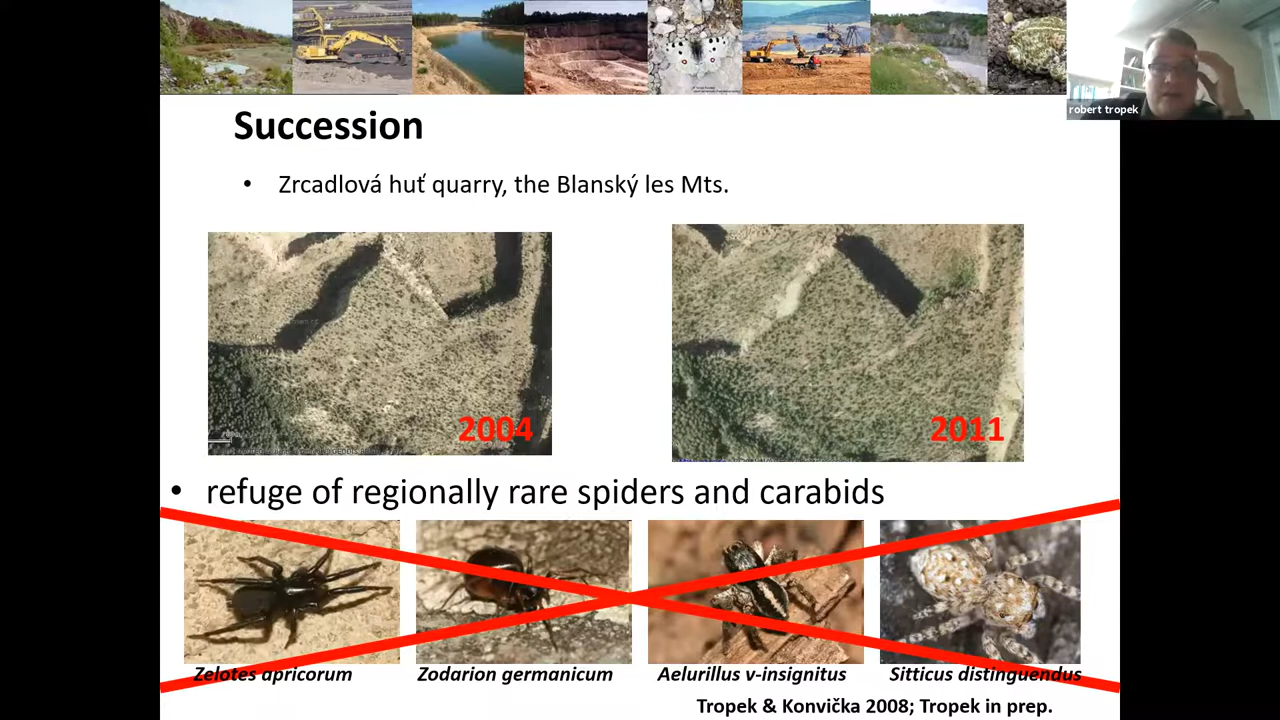 robert tropek
Succession
• Zrcadlová huť quarry, the Blanský les Mts.
2004
2011
• refuge of regionally rare spiders and carabids
Zelotes apricorum
Zodarion germanicum
Aelurillus v-insignitus
Sitticus distinguendus
Tropek & Konvička 2008; Tropek in prep.